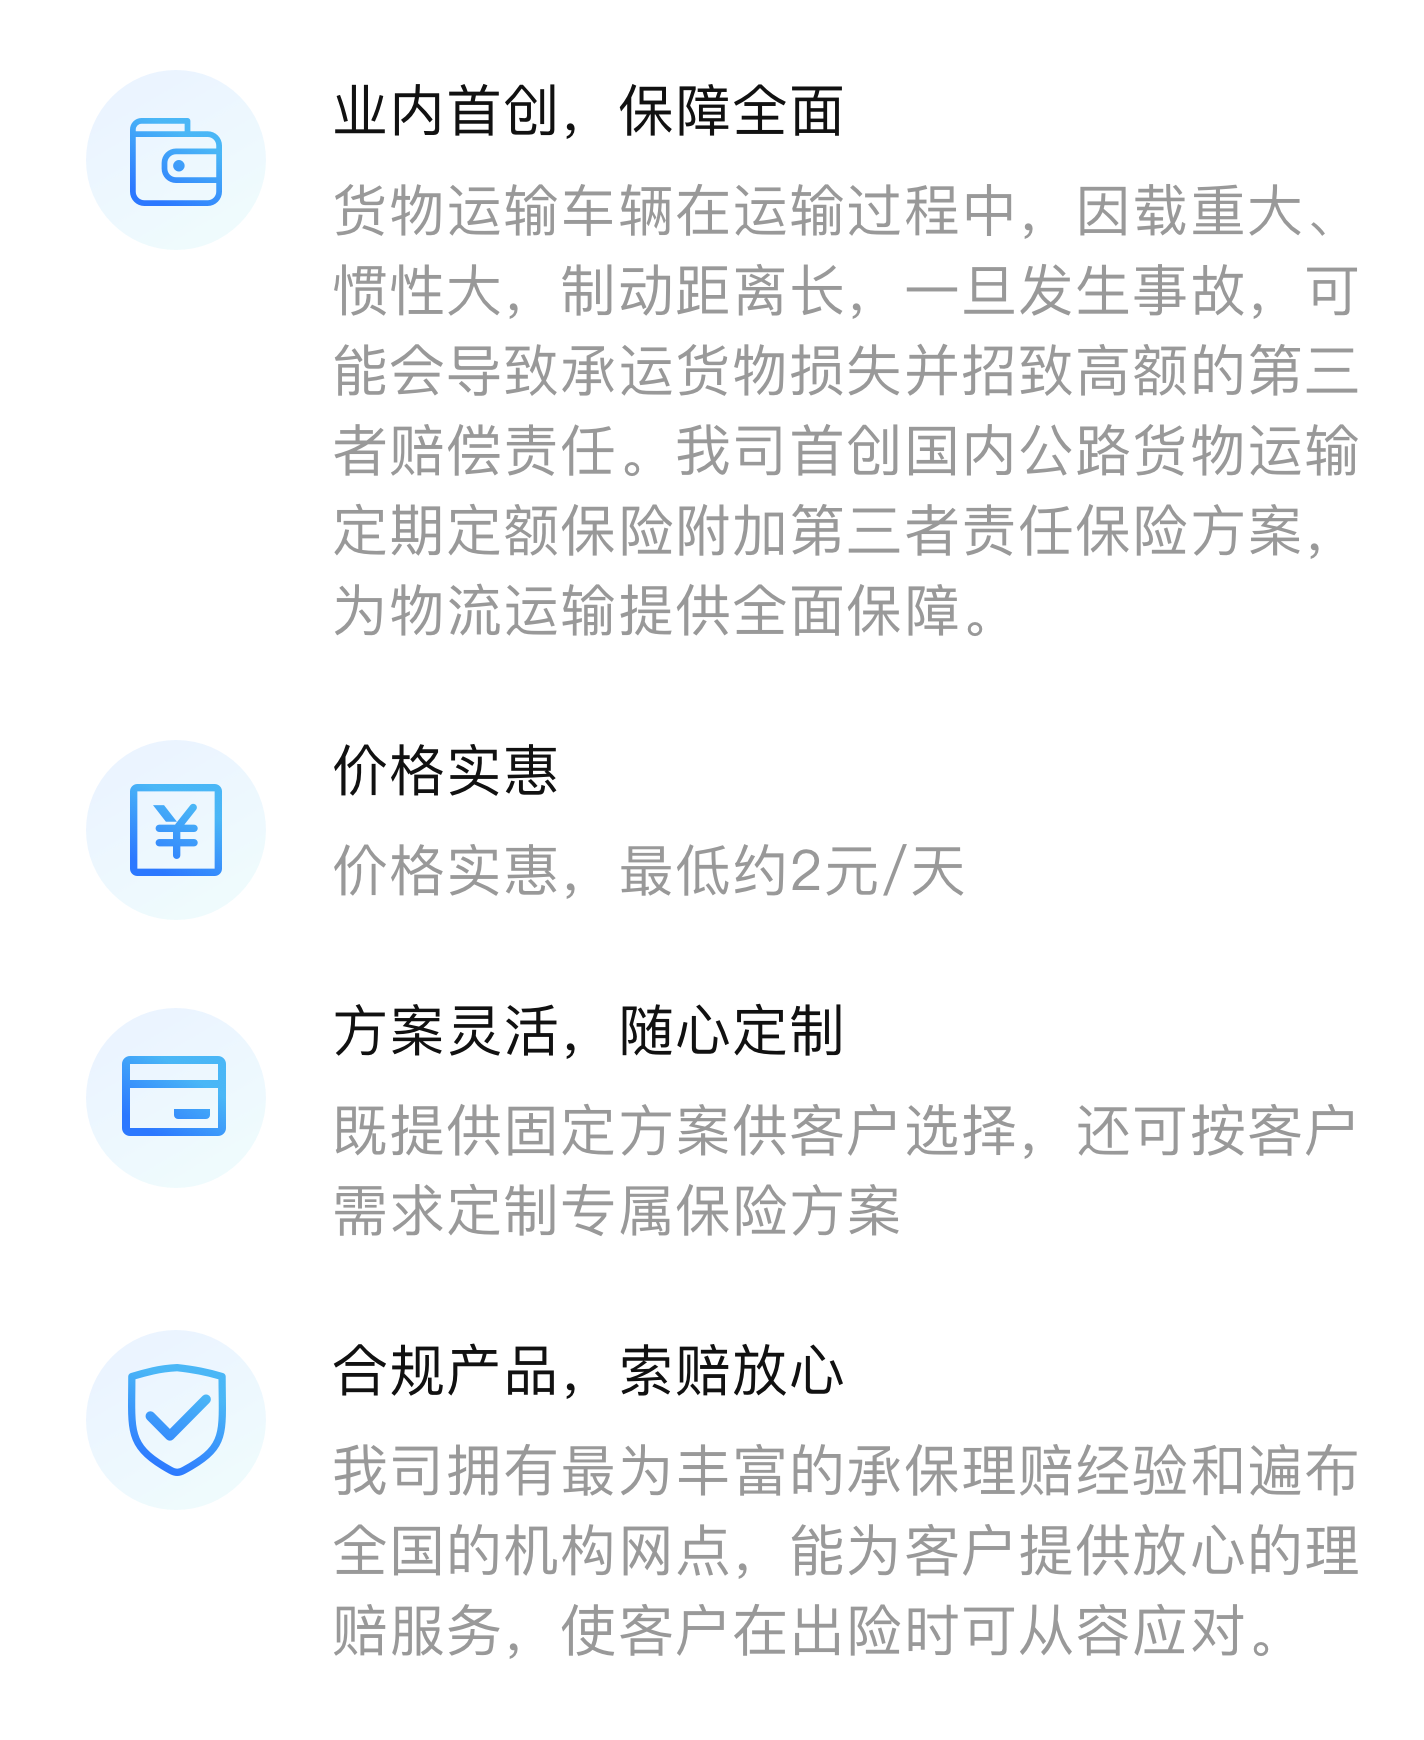 业内首创，保障全面
货物运输车辆在运输过程中，因载重大、
惯性大，制动距离长，一旦发生事故，可
能会导致承运货物损失并招致高额的第三
者赔偿责任。我司首创国内公路货物运输
定期定额保险附加第三者责任保险方案，
为物流运输提供全面保障。
¥
价格实惠
价格实惠，最低约2元/天
方案灵活，随心定制
既提供固定方案供客户选择，还可按客户
需求定制专属保险方案
合规产品，索赔放心
我司拥有最为丰富的承保理赔经验和遍布
全国的机构网点，能为客户提供放心的理
赔服务，使客户在出险时可从容应对。